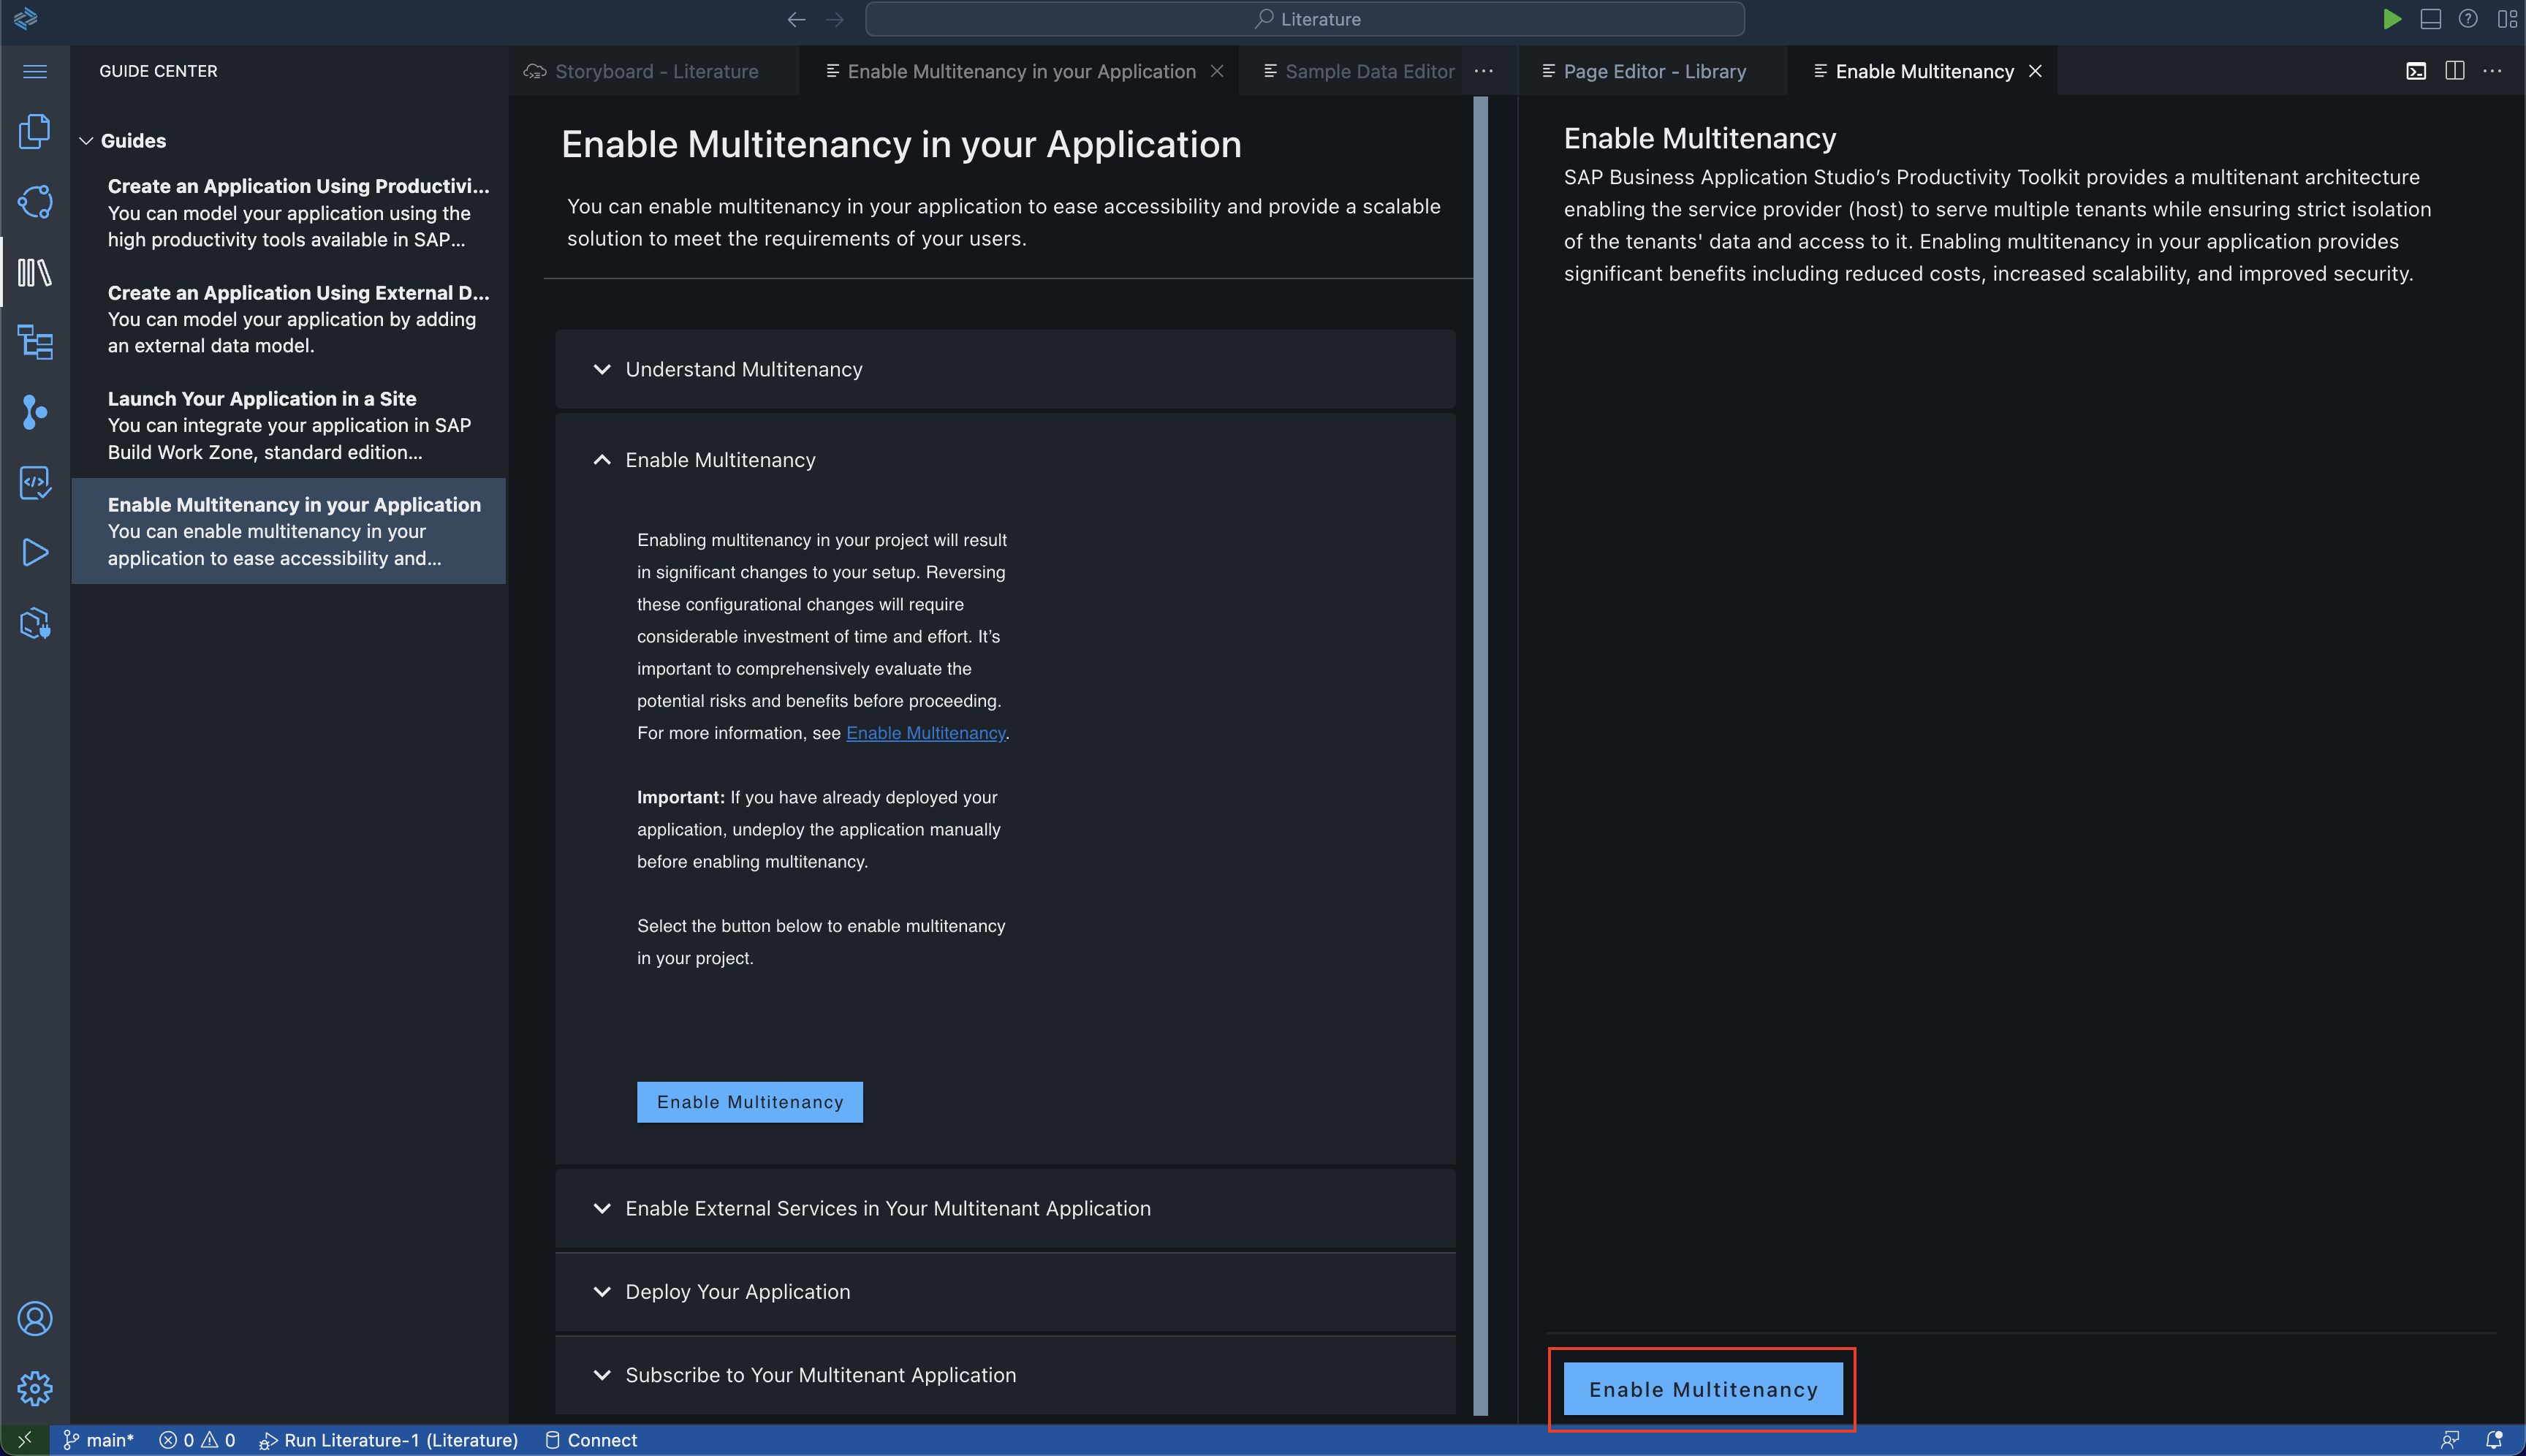 Literature
GUIDE CENTER
Guides
Create an Application Using Productivi...
You can model your application using the
high productivity tools available in SAP...
Create an Application Using External D...
You can model your application by adding
an external data model.
Launch Your Application in a Site
You can integrate your application in SAP
Build Work Zone, standard edition...
Enable Multitenancy in your Application
You can enable multitenancy in your
application to ease accessibility and...
Storyboard - Literature
Enable Multitenancy in your Application
Sample Data Editor
Enable Multitenancy in your Application
You can enable multitenancy in your application to ease accessibility and provide a scalable
solution to meet the requirements of your users.
Understand Multitenancy
Enable Multitenancy
Enabling multitenancy in your project will result
in significant changes to your setup. Reversing
these configurational changes will require
considerable investment of time and effort. It’s
important to comprehensively evaluate the
potential risks and benefits before proceeding.
For more information, see Enable Multitenancy.
Important: If you have already deployed your
application, undeploy the application manually
before enabling multitenancy.
Select the button below to enable multitenancy
in your project.
Enable Multitenancy
Enable External Services in Your Multitenant Application
Deploy Your Application
Subscribe to Your Multitenant Application
Page Editor - Library
Enable Multitenancy
Enable Multitenancy
SAP Business Application Studio’s Productivity Toolkit provides a multitenant architecture
enabling the service provider (host) to serve multiple tenants while ensuring strict isolation
of the tenants' data and access to it. Enabling multitenancy in your application provides
significant benefits including reduced costs, increased scalability, and improved security.
Enable Multitenancy
main* 0 0 Run Literature-1 (Literature) Connect